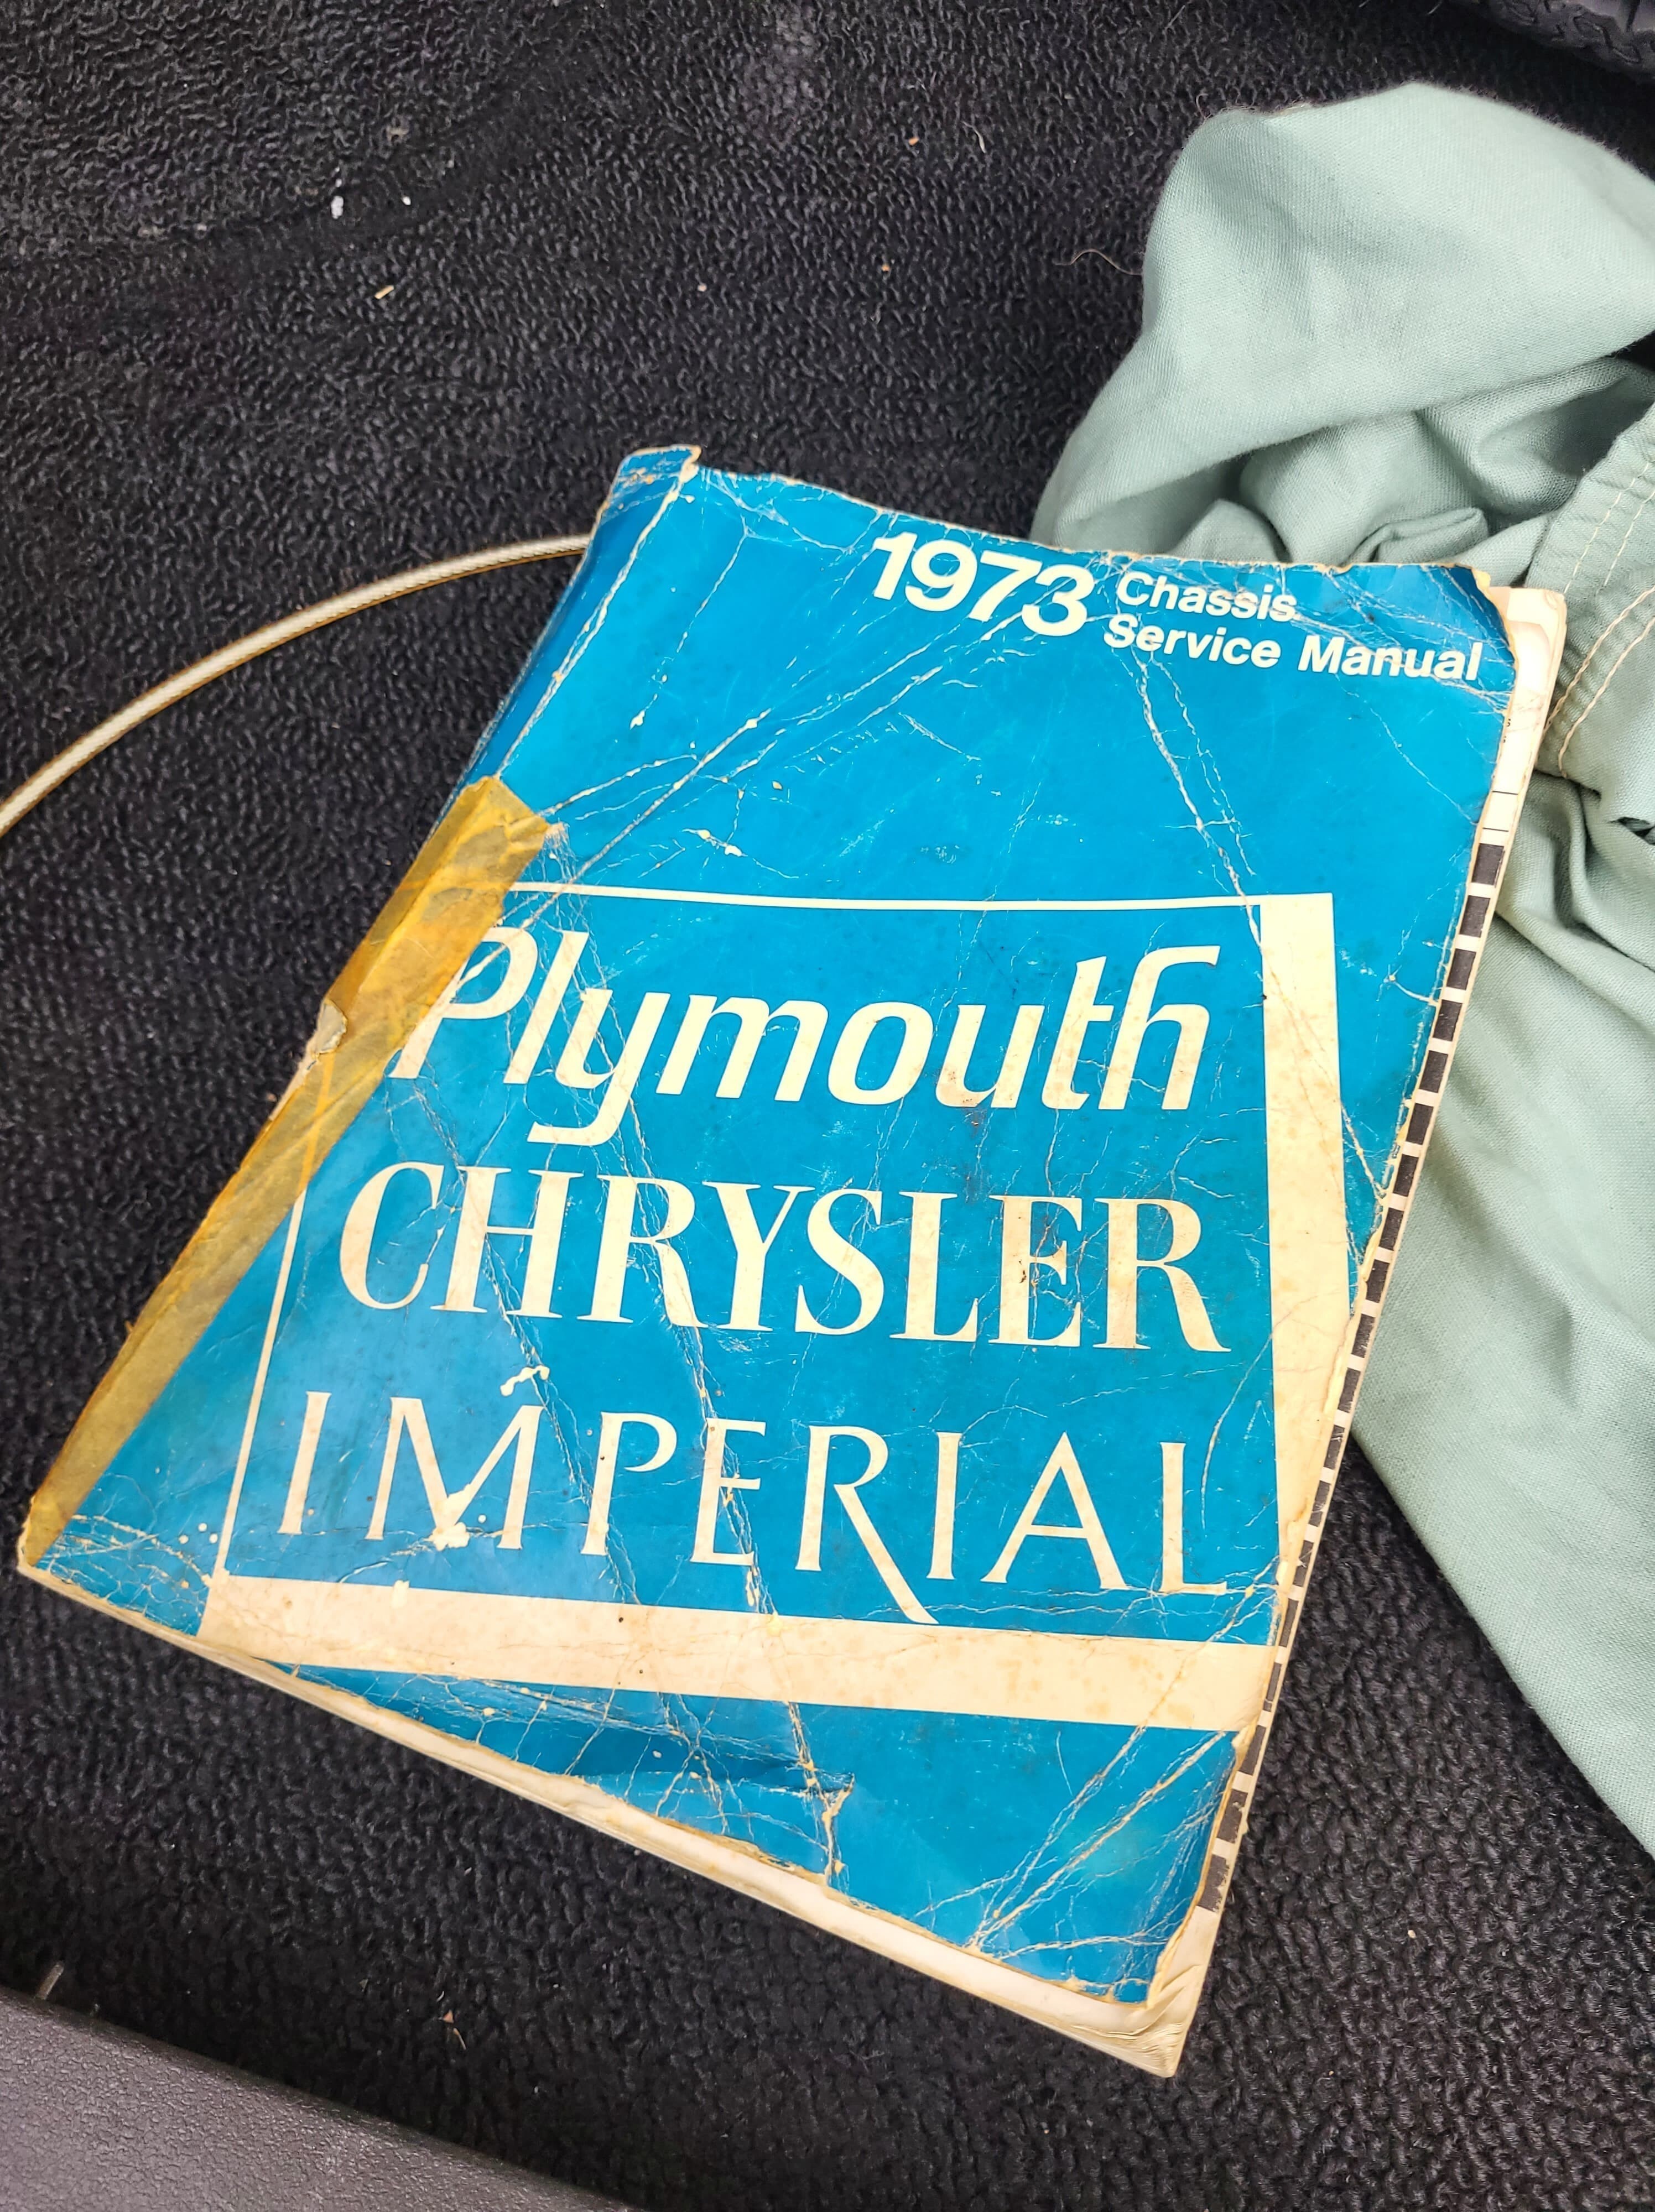 1973 Chassis
Service Manual
Plymouth
CHRYSLER
IMPERIAL